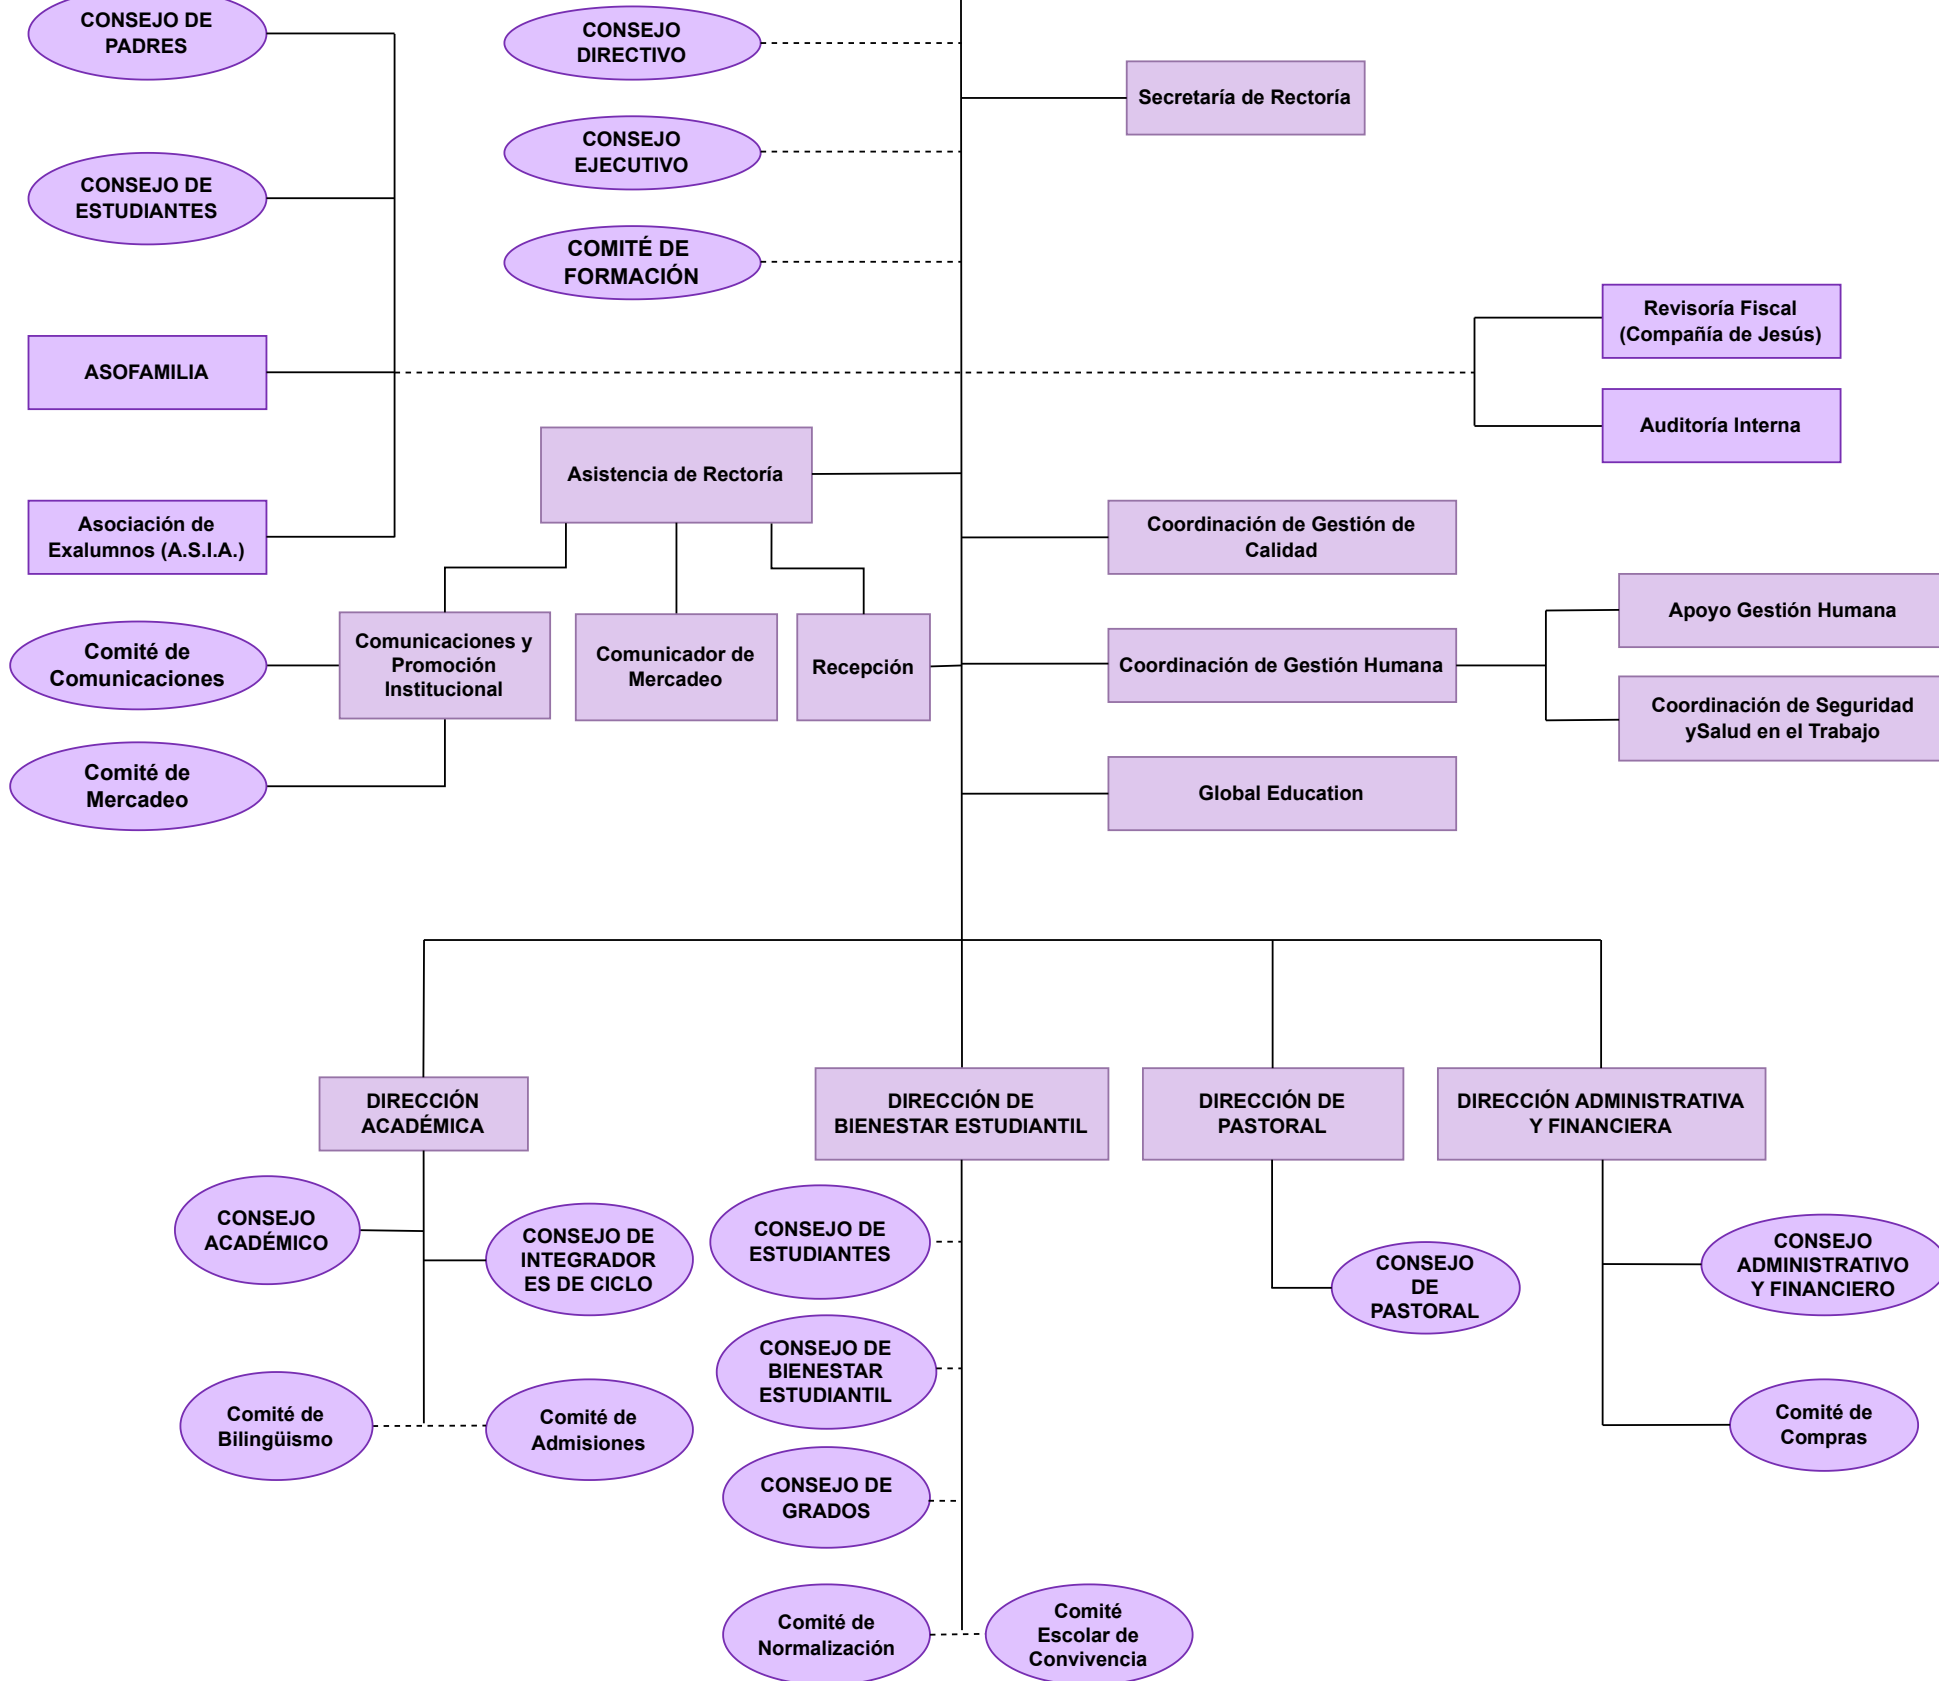 CONSEJO DE
PADRES
CONSEJO
DIRECTIVO
Secretaría de Rectoría
CONSEJO
EJECUTIVO
CONSEJO DE
ESTUDIANTES
COMITÉ DE
FORMACIÓN
Revisoría Fiscal
(Compañía de Jesús)
ASOFAMILIA
Auditoría Interna
Asistencia de Rectoría
Asociación de
Exalumnos (A.S.I.A.)
Coordinación de Gestión de
Calidad
Apoyo Gestión Humana
Comité de
Comunicaciones
Comunicaciones y
Promoción
Institucional
Comunicador de
Mercadeo
Recepción
Coordinación de Gestión Humana
Coordinación de Seguridad
ySalud en el Trabajo
Comité de
Mercadeo
Global Education
DIRECCIÓN
ACADÉMICA
DIRECCIÓN DE
BIENESTAR ESTUDIANTIL
DIRECCIÓN DE
PASTORAL
DIRECCIÓN ADMINISTRATIVA
Y FINANCIERA
CONSEJO
ACADÉMICO
CONSEJO DE
INTEGRADOR
ES DE CICLO
CONSEJO DE
ESTUDIANTES
CONSEJO
DE
PASTORAL
CONSEJO
ADMINISTRATIVO
Y FINANCIERO
CONSEJO DE
BIENESTAR
ESTUDIANTIL
Comité de
Bilingüismo
Comité de
Admisiones
Comité de
Compras
CONSEJO DE
GRADOS
Comité de
Normalización
Comité
Escolar de
Convivencia